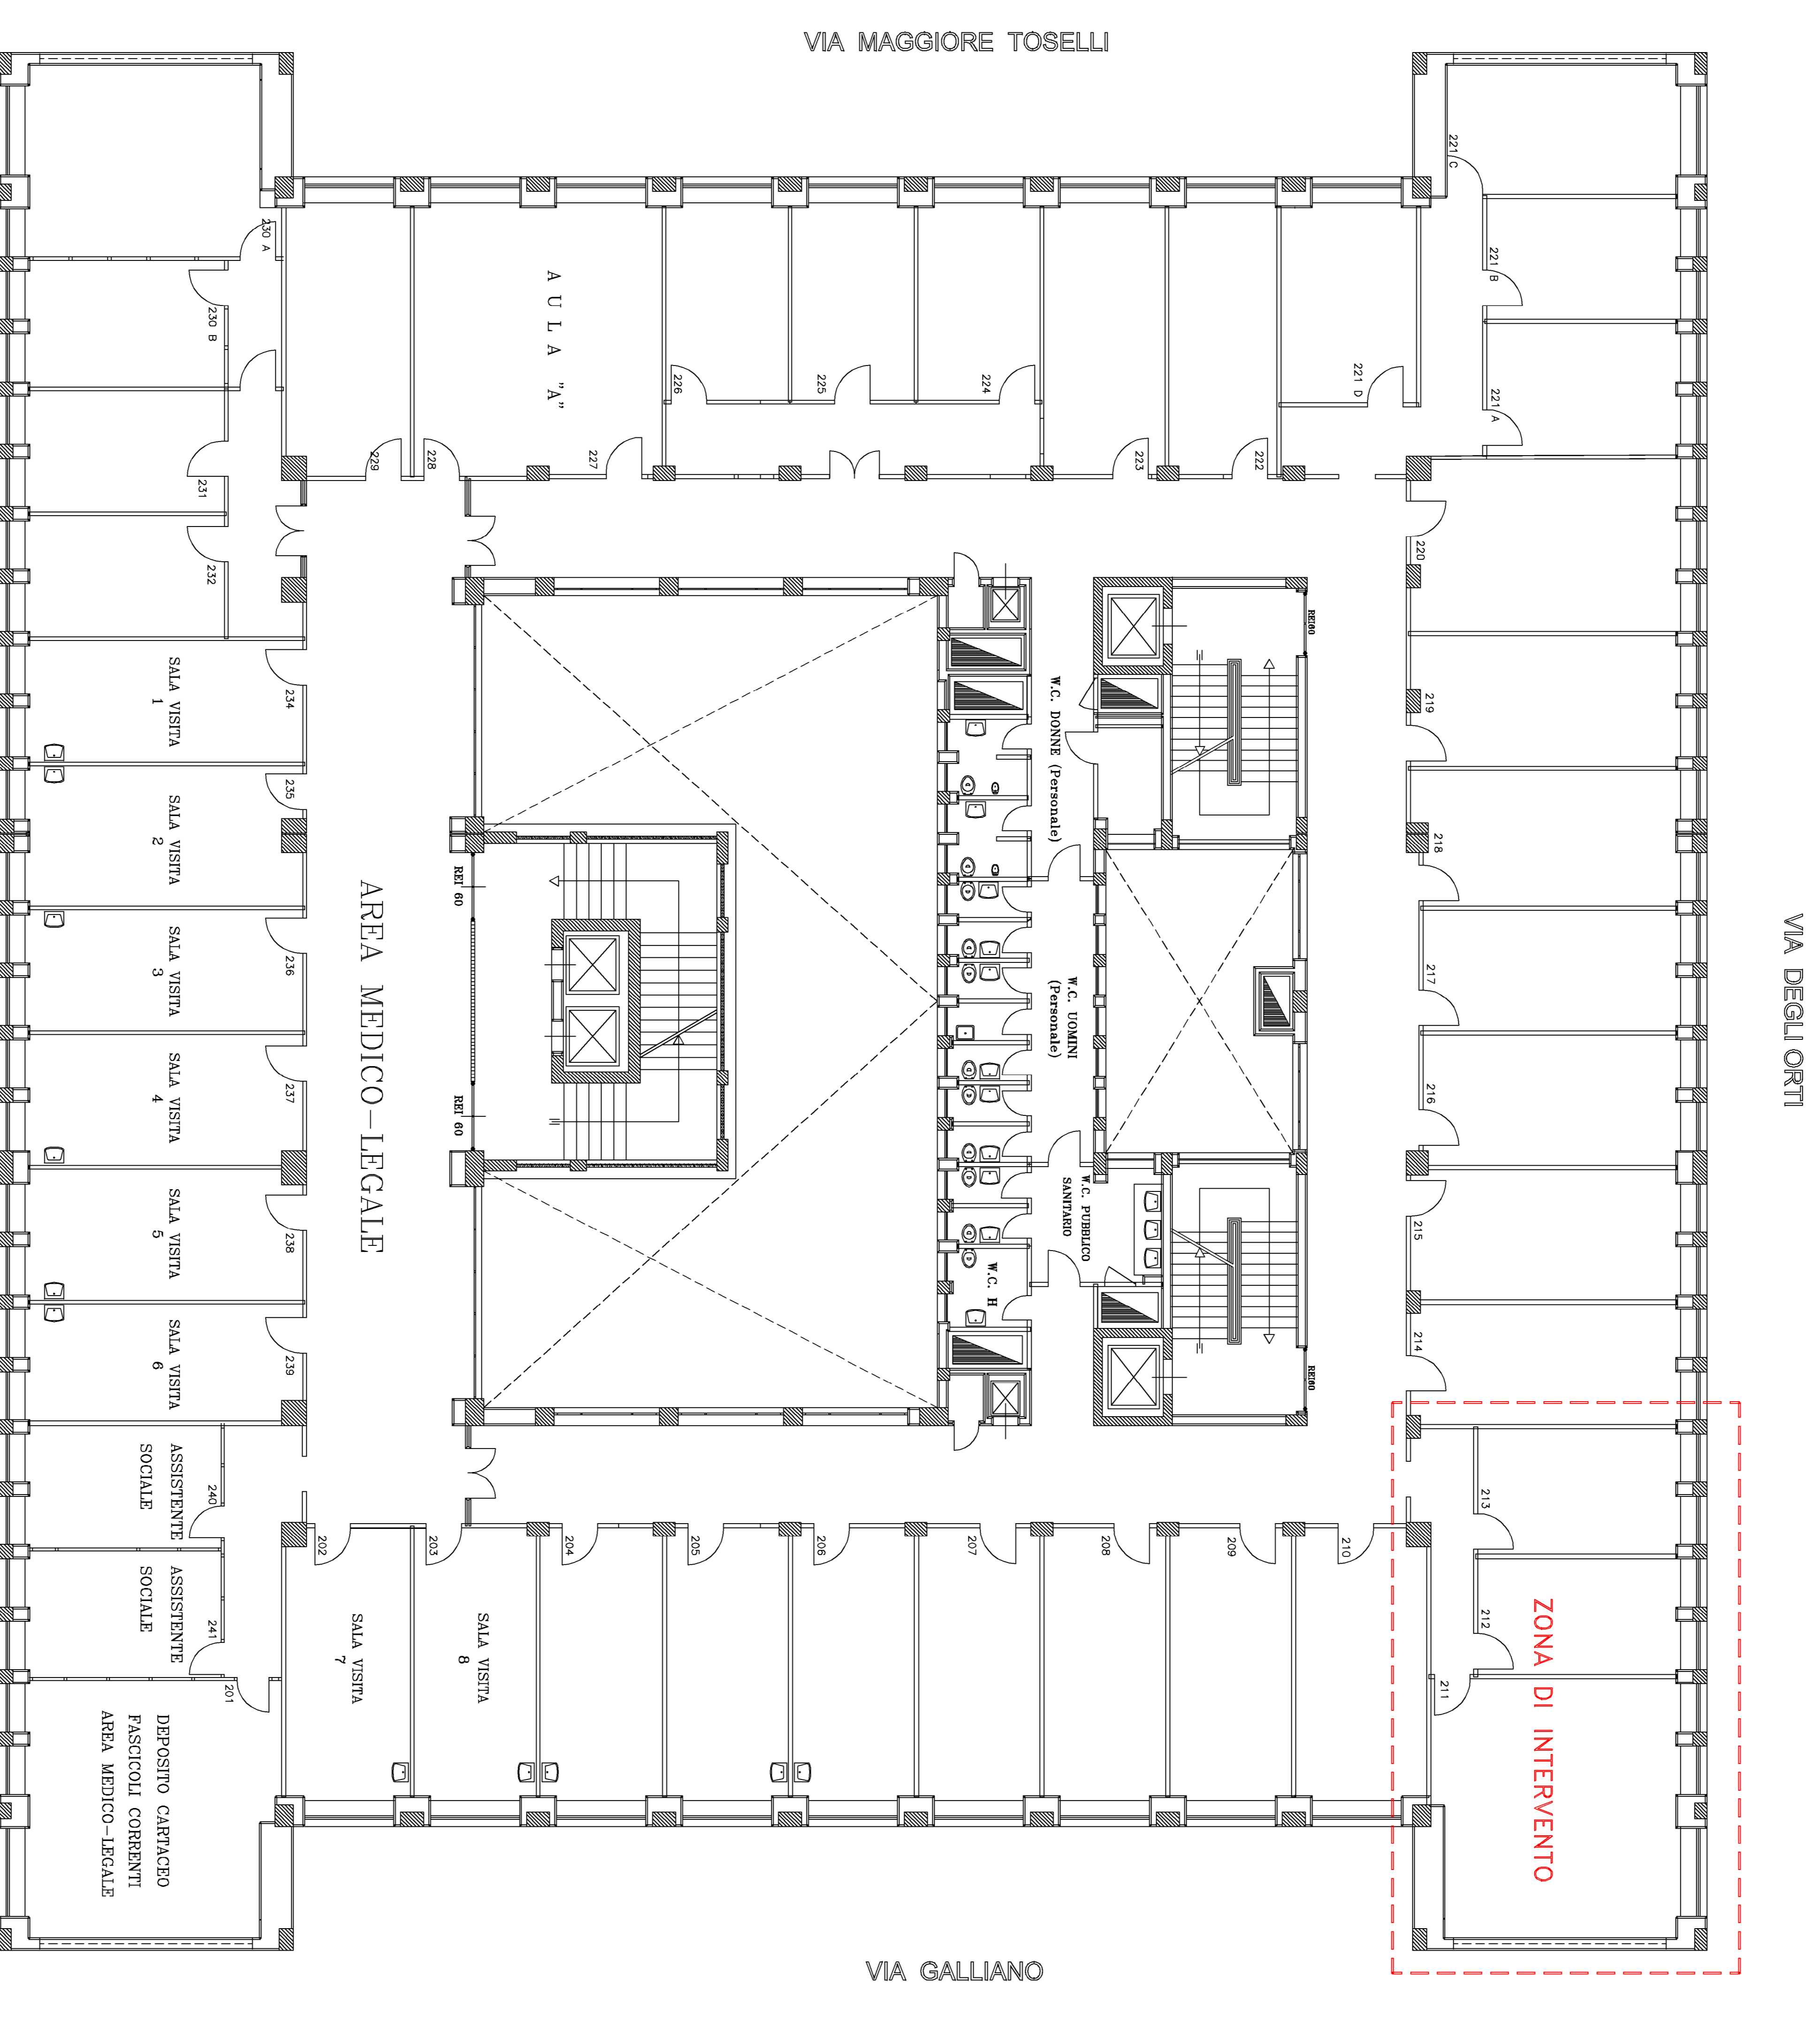 VIA MAGGIORE TOSELLI
VIA DEGLI ORTI
VIA GALLIANO
221 C
221 B
221 A
221 D
230 A
230 B
231
232
229
228
AULA "A"
227
226
225
224
223
222
220
219
218
217
216
215
214
213
212
211
ZONA DI INTERVENTO
REI60
REI60
W.C. DONNE (Personale)
W.C. UOMINI
(Personale)
W.C. PUBBLICO
SANITARIO
W.C. H
REI 60
REI 60
AREA MEDICO-LEGALE
234
SALA VISITA
1
235
SALA VISITA
2
236
SALA VISITA
3
237
SALA VISITA
4
238
SALA VISITA
5
239
SALA VISITA
6
240
ASSISTENTE
SOCIALE
241
ASSISTENTE
SOCIALE
201
DEPOSITO CARTACEO
FASCICOLI CORRENTI
AREA MEDICO-LEGALE
202
SALA VISITA
7
203
SALA VISITA
8
204
205
206
207
208
209
210